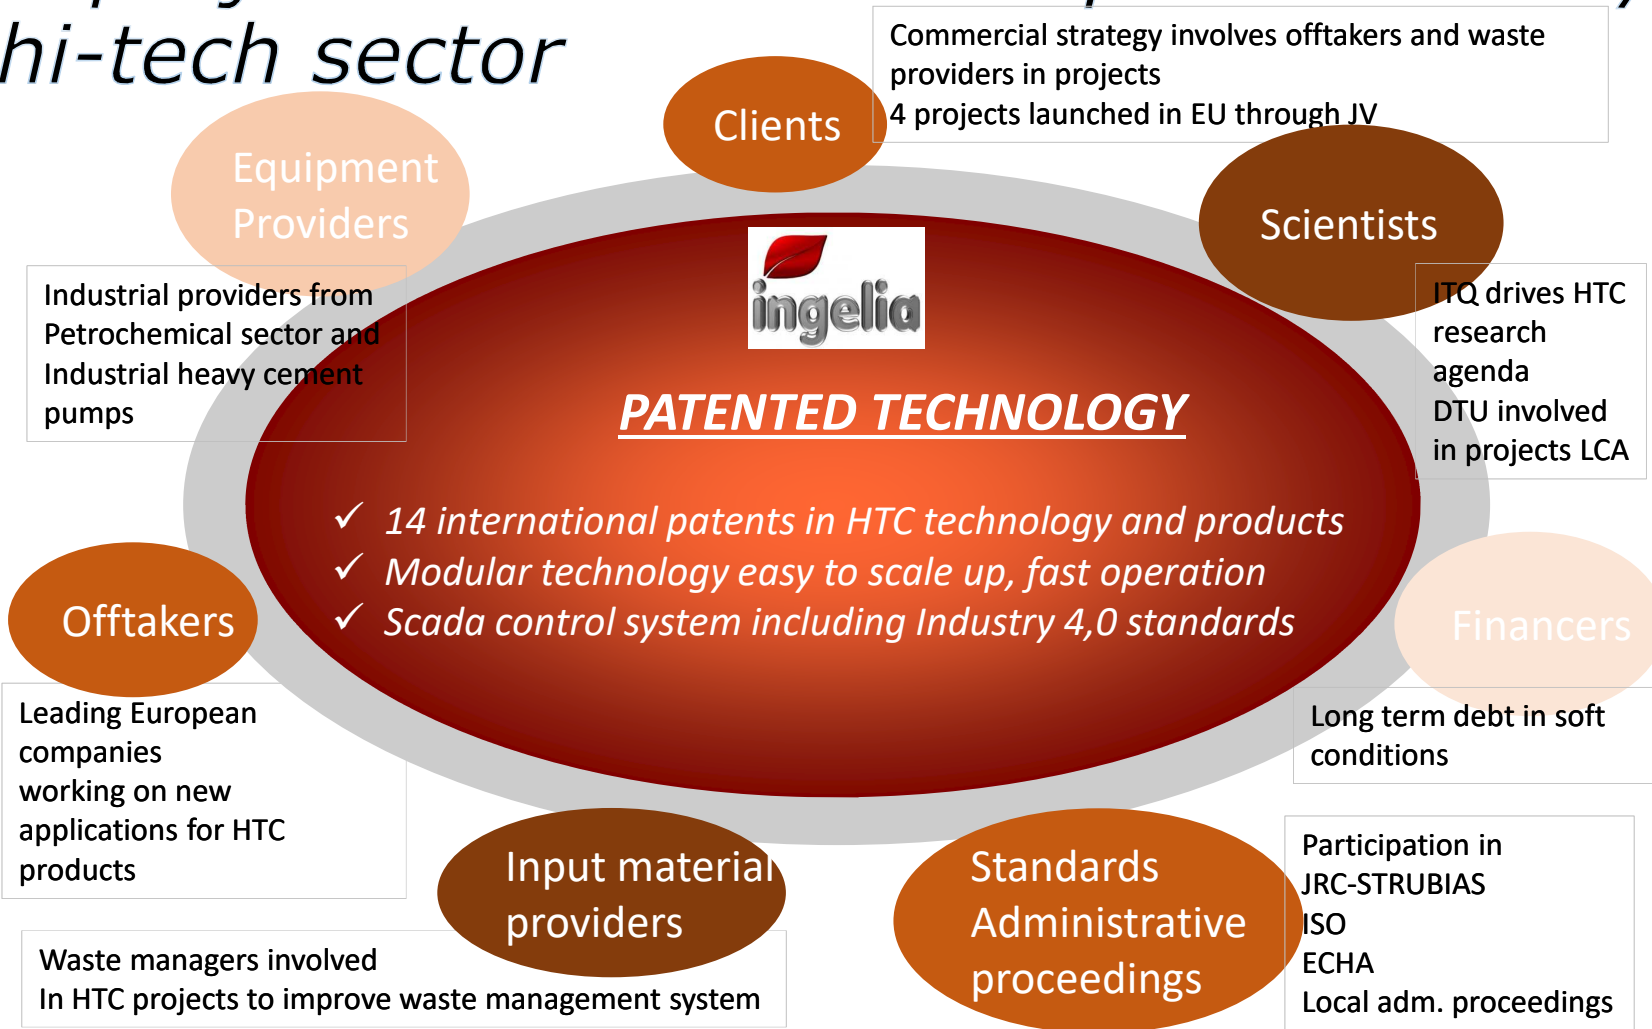 hi-tech sector
Commercial strategy involves offtakers and waste
providers in projects
4 projects launched in EU through JV
Clients
Equipment
Providers
Scientists
Industrial providers from
Petrochemical sector and
Industrial heavy cement
pumps
ITQ drives HTC
research
agenda
DTU involved
in projects LCA
ingelia
PATENTED TECHNOLOGY
✓ 14 international patents in HTC technology and products
✓ Modular technology easy to scale up, fast operation
✓ Scada control system including Industry 4,0 standards
Offtakers
Financers
Leading European
companies
working on new
applications for HTC
products
Long term debt in soft
conditions
Input material
providers
Standards
Administrative
proceedings
Participation in
JRC-STRUBIAS
ISO
ECHA
Local adm. proceedings
Waste managers involved
In HTC projects to improve waste management system